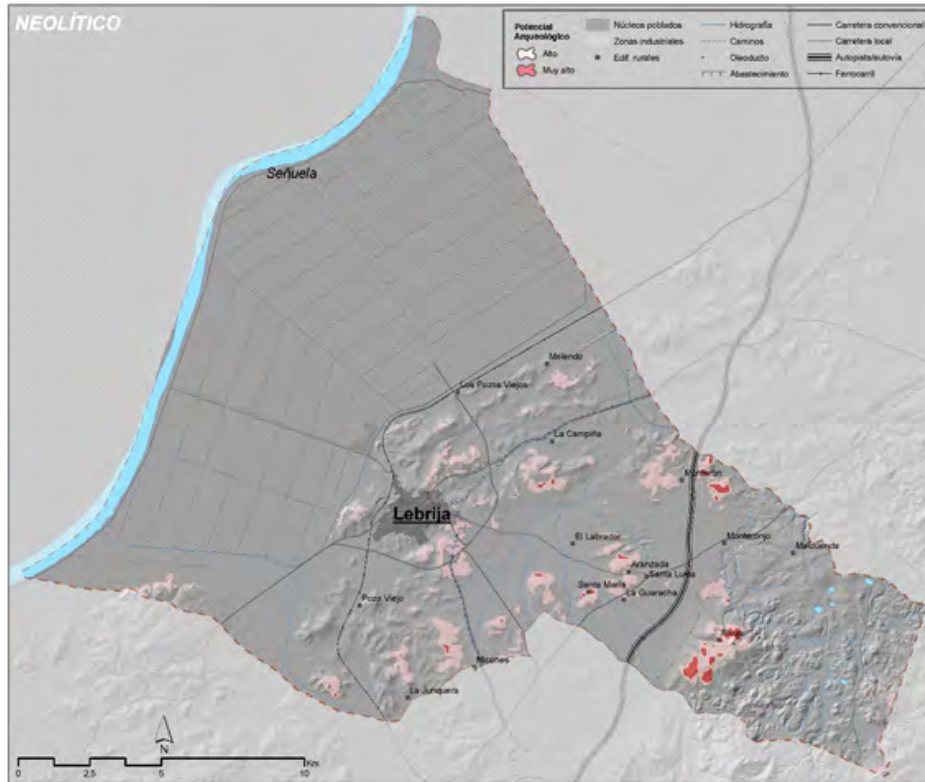 NEOLÍTICO
Potencial
Arqueológico
Alto
Muy alto
Núcleos poblados
Zonas industriales
Edif. rurales
Hidrografía
Caminos
Oleoducto
Abastecimiento
Carretera convencional
Carretera local
Autopista/autovía
Ferrocarril
Señuela
Melendo
Los Pozos Viejos
La Campiña
Lebrija
El Labrador
Monteronjo
Aranzada
Santa Lucía
Santa María
La Guaracha
Pozo Viejo
Micones
La Junquera
N
0 2,5 5 10
Km